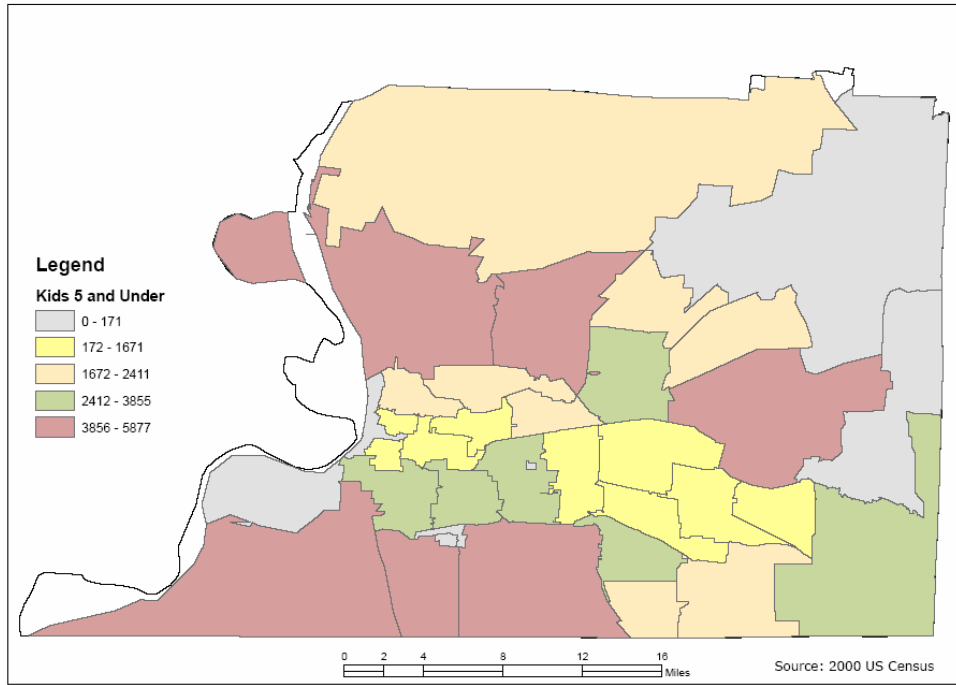 Legend
Kids 5 and Under
0 - 171
172 - 1671
1672 - 2411
2412 - 3855
3856 - 5877
0 2 4 8 12 16
Miles
Source: 2000 US Census